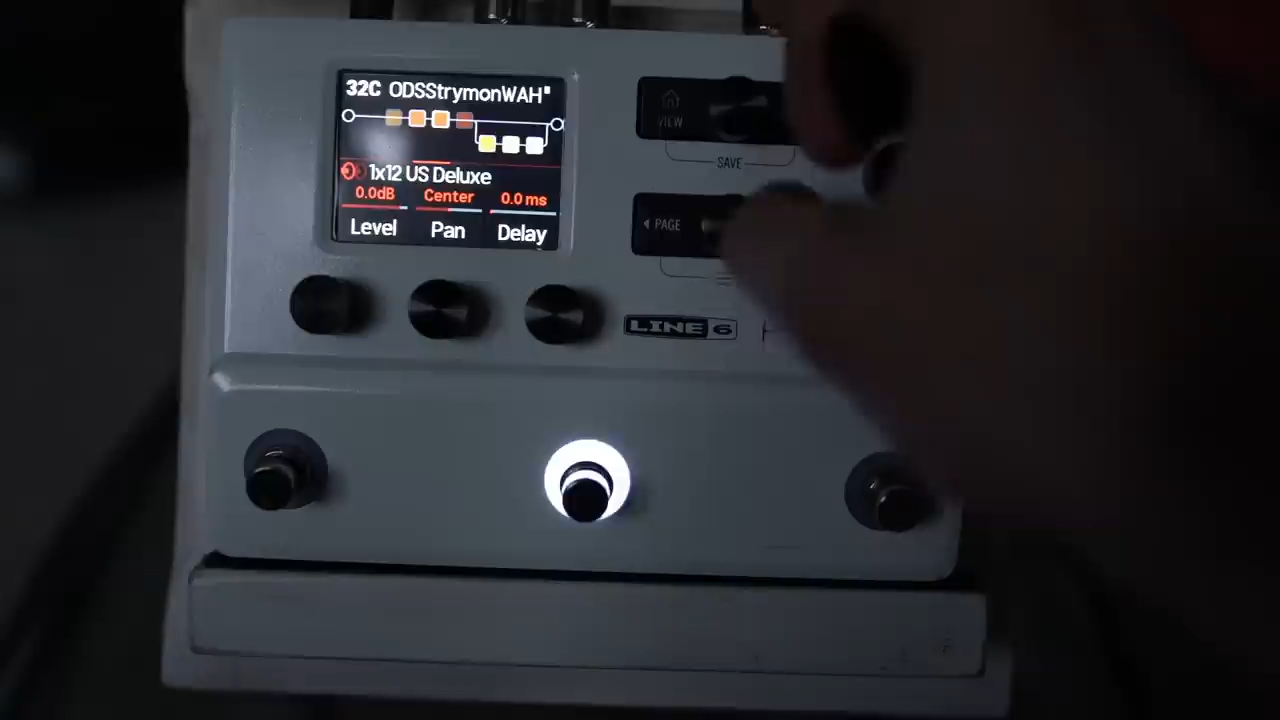 32C ODSStrymonWAH
1x12 US Deluxe
0.0dB Center 0.0 ms
Level Pan Delay
VIEW
SAVE
PAGE
LINE 6